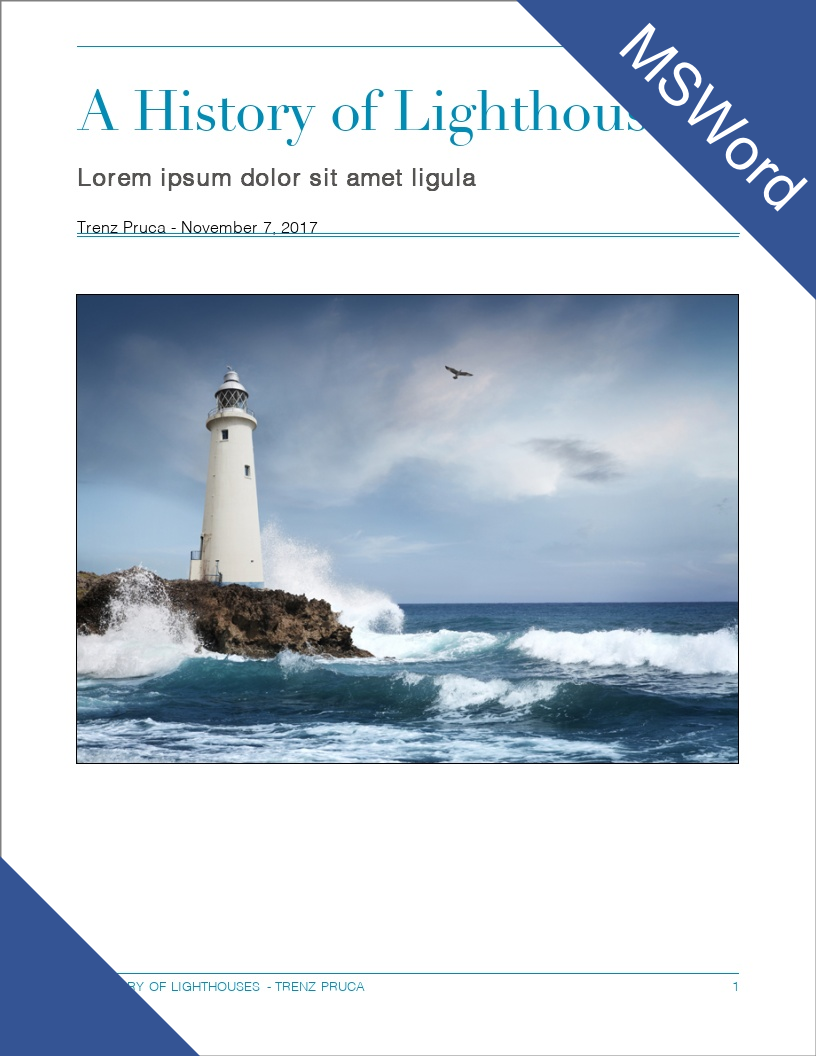 A History of Lighthous
MSWord
Lorem ipsum dolor sit amet ligula
Trenz Pruca - November 7, 2017
RY OF LIGHTHOUSES - TRENZ PRUCA 1